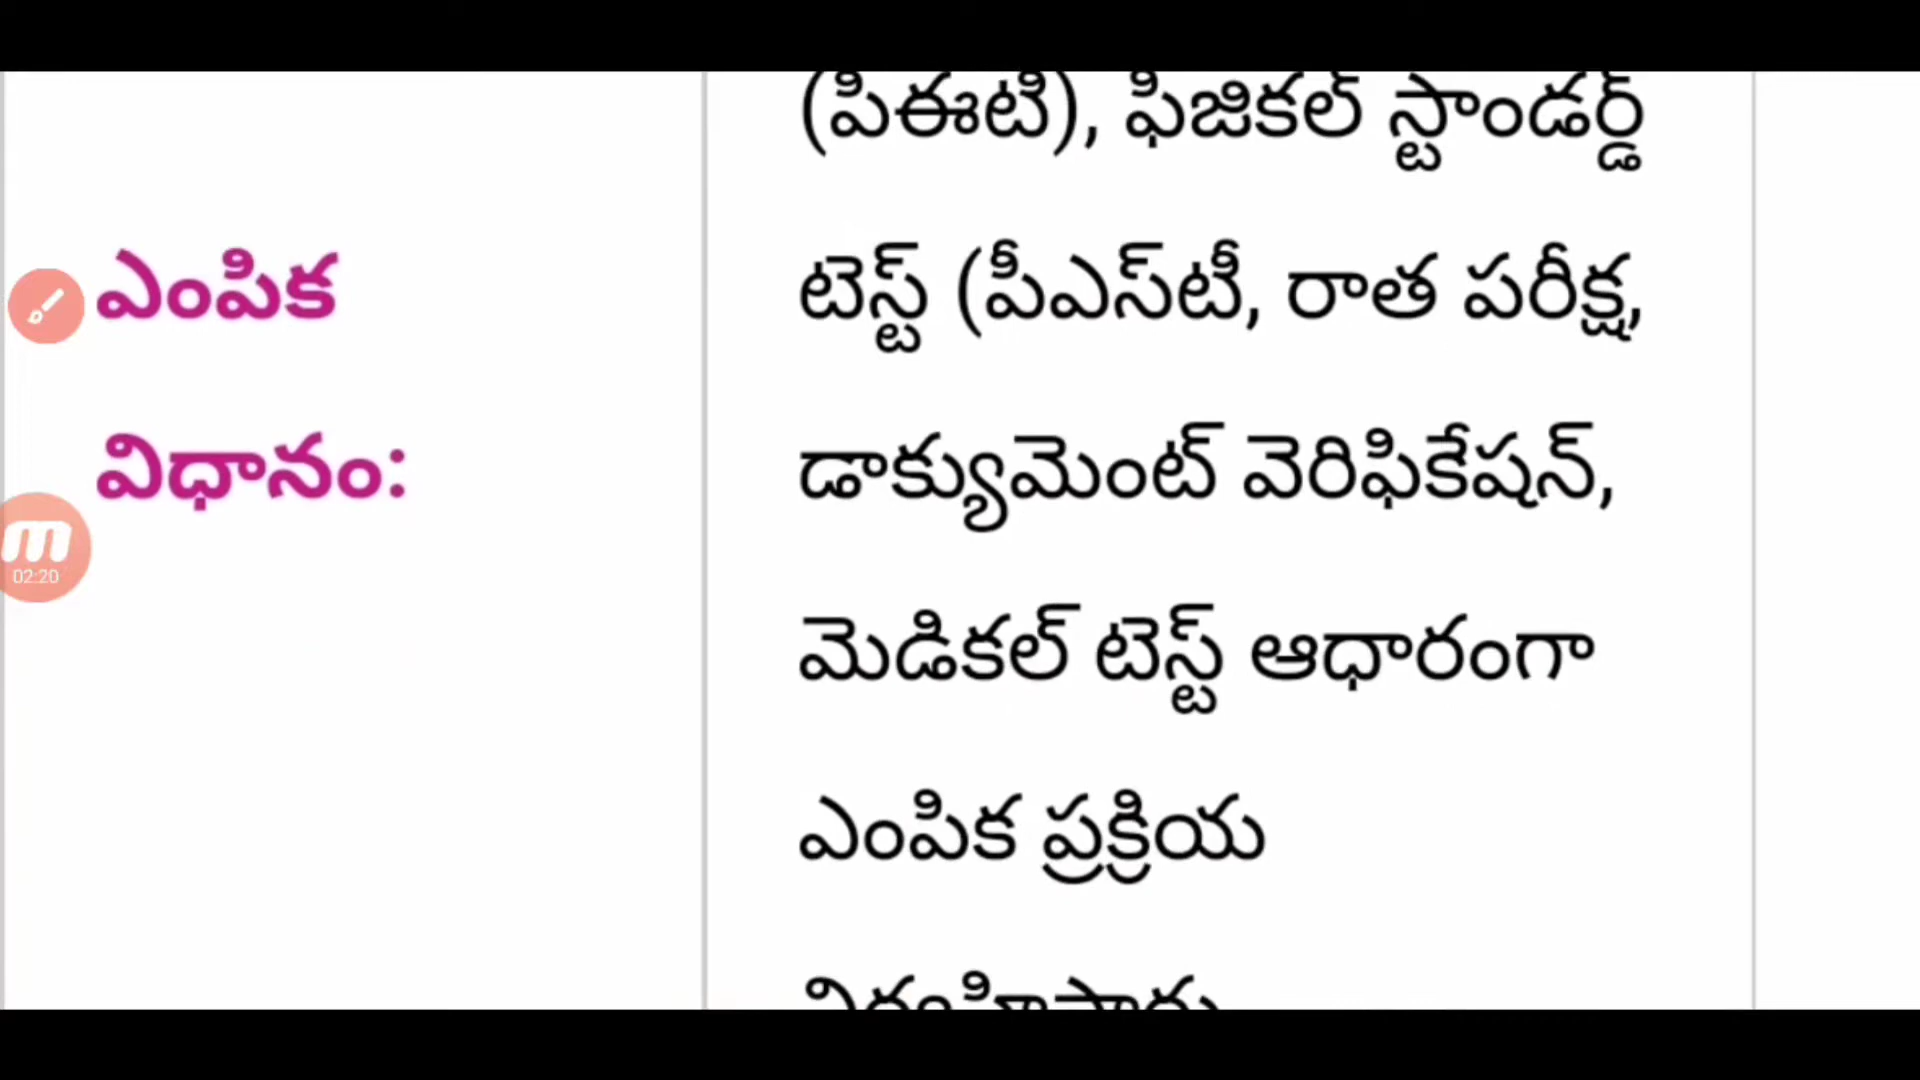 (పీఈటీ), ఫిజికల్ స్టాండర్డ్
ఎంపిక
టెస్ట్ (పీఎస్‌టీ, రాత పరీక్ష,
విధానం:
డాక్యుమెంట్ వెరిఫికేషన్,
02:20
మెడికల్ టెస్ట్ ఆధారంగా
ఎంపిక ప్రక్రియ